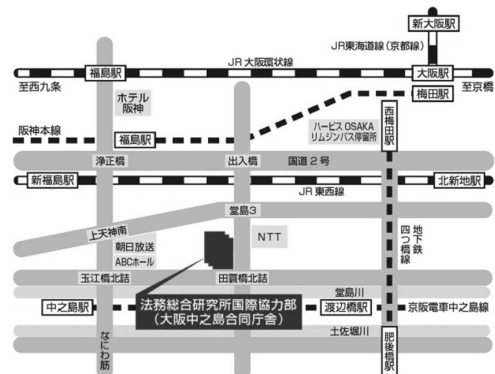 新大阪駅
JR東海道線(京都線)
JR 大阪環状線
福島駅
大阪駅
至西九条
至京橋
梅田駅
ホテル
阪神
阪神本線
福島駅
ハービス OSAKA
リムジンバス停留所
西梅田駅
浄正橋
出入橋
国道2号
新福島駅
北新地駅
JR 東西線
堂島3
上天神南
NTT
地下鉄
四つ橋線
朝日放送
ABCホール
玉江橋北詰
田蓑橋北詰
堂島川
中之島駅
法務総合研究所国際協力部
(大阪中之島合同庁舎)
渡辺橋駅
京阪電車中之島線
土佐堀川
なにわ筋
肥後橋駅